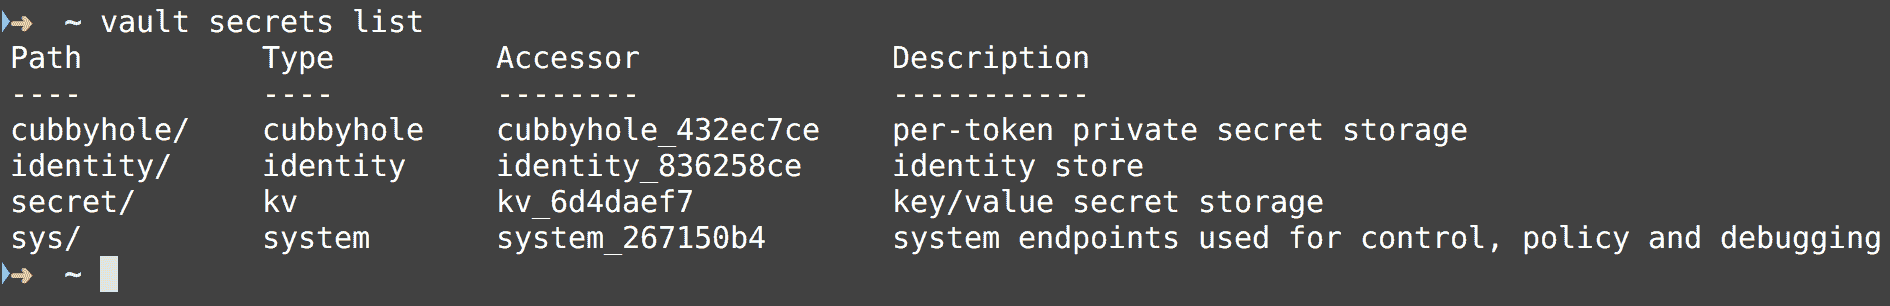 ➜  ~ vault secrets list
Path          Type         Accessor              Description
----          ----         --------              -----------
cubbyhole/    cubbyhole    cubbyhole_432ec7ce    per-token private secret storage
identity/     identity     identity_836258ce     identity store
secret/       kv           kv_6d4daef7           key/value secret storage
sys/          system       system_267150b4       system endpoints used for control, policy and debugging
➜  ~